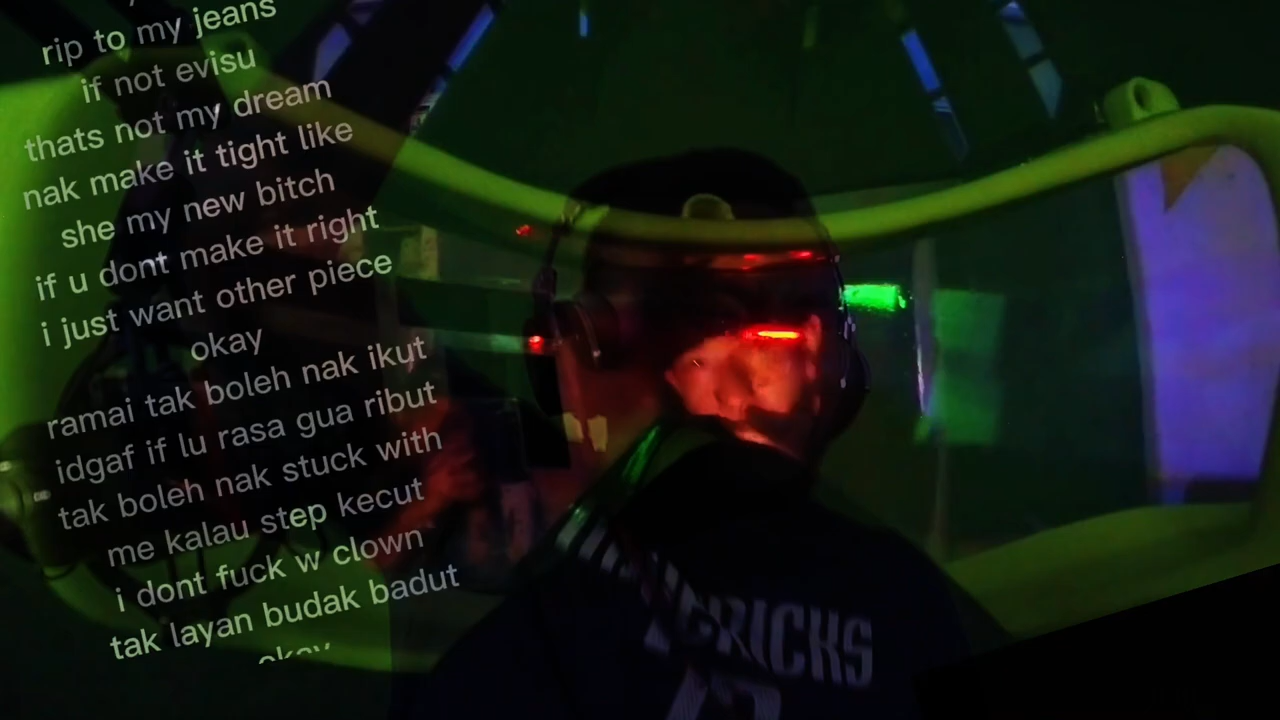 rip to my jeans
if not evisu
thats not my dream
nak make it tight like
she my new bitch
if u dont make it right
i just want other piece
okay
ramai tak boleh nak ikut
idgaf if lu rasa gua ribut
tak boleh nak stuck with
me kalau step kecut
i dont fuck w clown
tak layan budak badut
okay